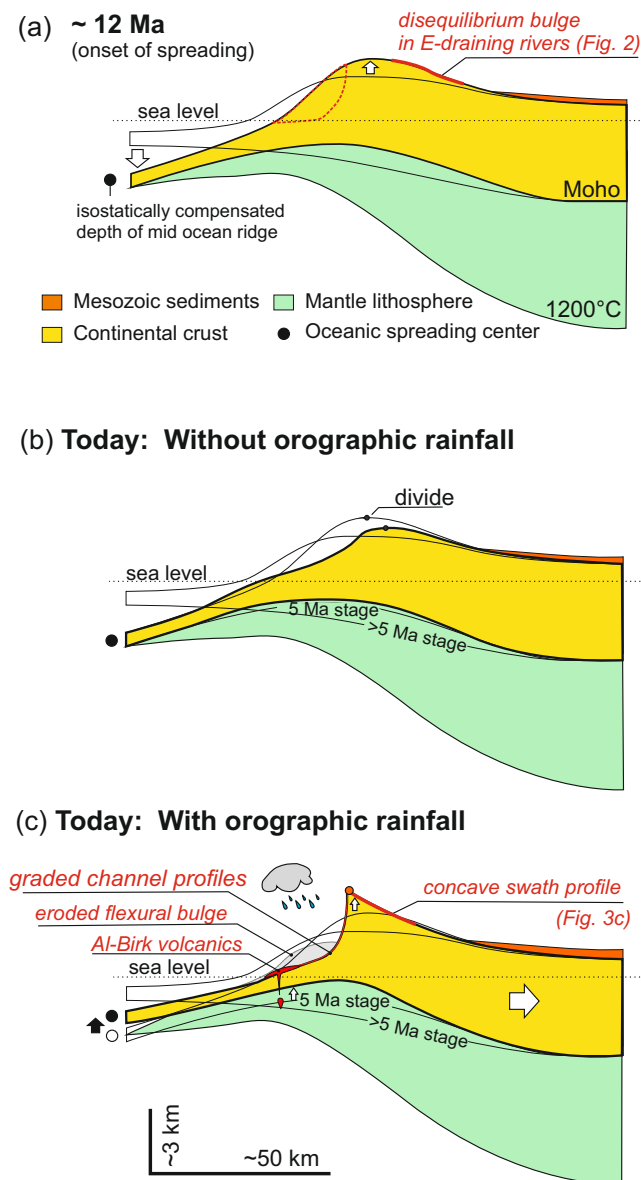 (a) ~ 12 Ma
(onset of spreading)
disequilibrium bulge
in E-draining rivers (Fig. 2)
sea level
Moho
isostatically compensated
depth of mid ocean ridge
Mesozoic sediments
Mantle lithosphere
1200°C
Continental crust
Oceanic spreading center
(b) Today: Without orographic rainfall
divide
sea level
5 Ma stage
>5 Ma stage
(c) Today: With orographic rainfall
graded channel profiles
concave swath profile
eroded flexural bulge
(Fig. 3c)
Al-Birk volcanics
sea level
5 Ma stage
>5 Ma stage
~3 km
~50 km